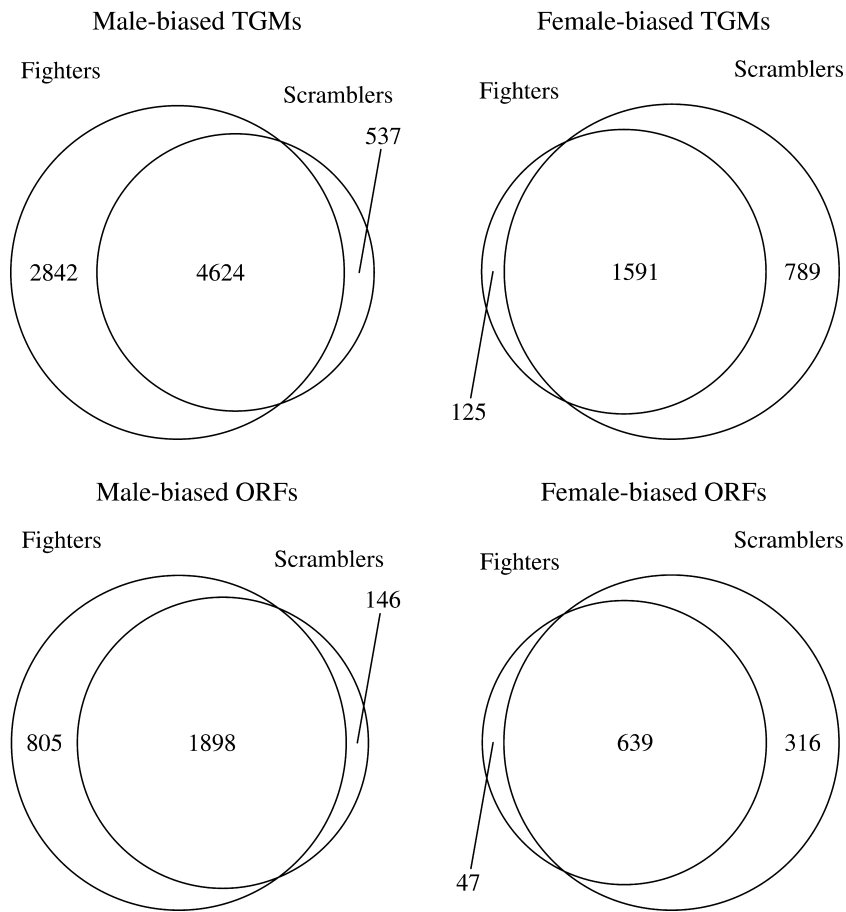 Male-biased TGMs
Fighters
Scramblers
537
2842
4624
Female-biased TGMs
Scramblers
Fighters
1591
789
125
Male-biased ORFs
Fighters
Scramblers
146
805
1898
Female-biased ORFs
Scramblers
Fighters
639
316
47